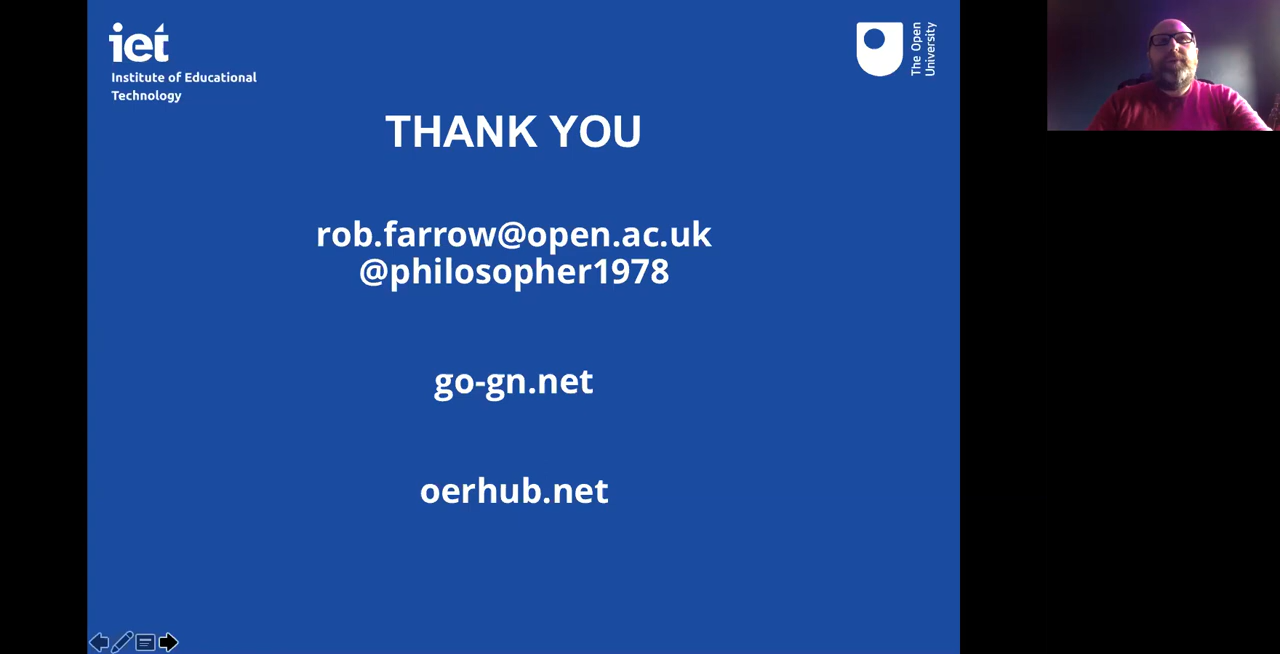 iet
Institute of Educational
Technology
The Open
University
THANK YOU
rob.farrow@open.ac.uk
@philosopher1978
go-gn.net
oerhub.net